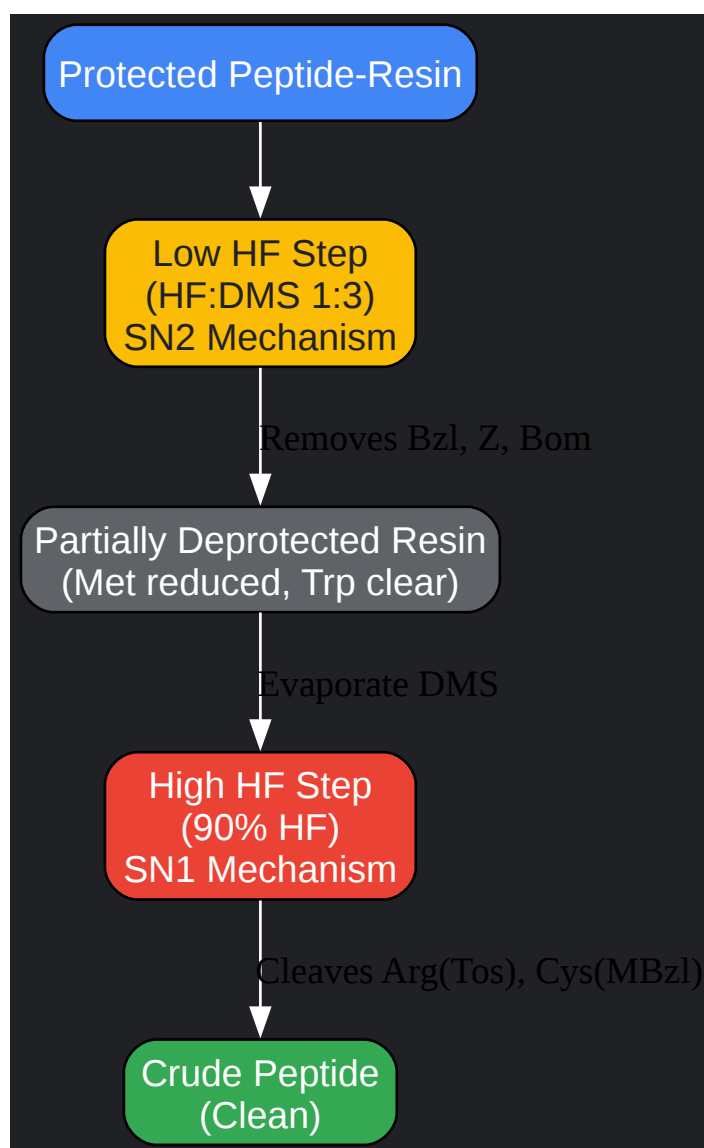 Protected Peptide-Resin
Low HF Step
(HF:DMS 1:3)
SN2 Mechanism
Removes Bzl, Z, Bom
Partially Deprotected Resin
(Met reduced, Trp clear)
Evaporate DMS
High HF Step
(90% HF)
SN1 Mechanism
Cleaves Arg(Tos), Cys(MBzl)
Crude Peptide
(Clean)